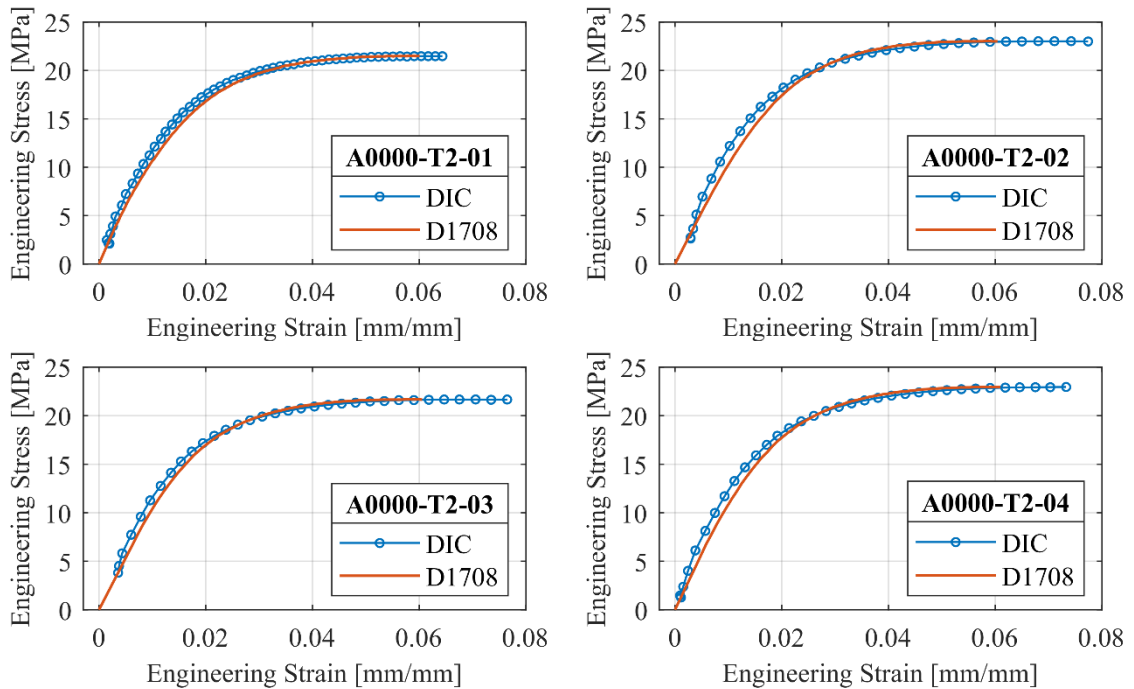 Engineering Stress [MPa]
25
20
15
10
5
0
A0000-T2-01
DIC
D1708
0 0.02 0.04 0.06 0.08
Engineering Strain [mm/mm]
Engineering Stress [MPa]
25
20
15
10
5
0
A0000-T2-02
DIC
D1708
0 0.02 0.04 0.06 0.08
Engineering Strain [mm/mm]
Engineering Stress [MPa]
25
20
15
10
5
0
A0000-T2-03
DIC
D1708
0 0.02 0.04 0.06 0.08
Engineering Strain [mm/mm]
Engineering Stress [MPa]
25
20
15
10
5
0
A0000-T2-04
DIC
D1708
0 0.02 0.04 0.06 0.08
Engineering Strain [mm/mm]